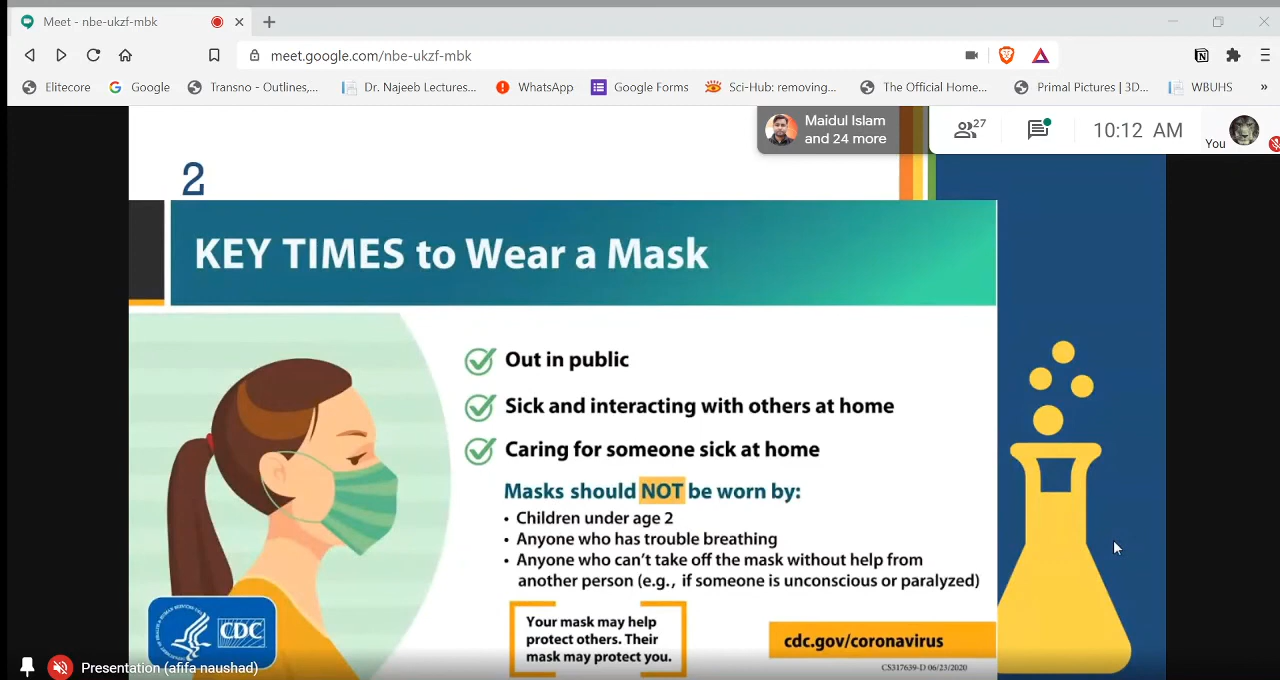 Meet - nbe-ukzf-mbk
meet.google.com/nbe-ukzf-mbk
Elitecore Google Transno - Outlines,... Dr. Najeeb Lectures... WhatsApp Google Forms Sci-Hub: removing... The Official Home... Primal Pictures | 3D... WBUHS »
Maidul Islam
and 24 more
27
10:12 AM
You
2
KEY TIMES to Wear a Mask
Out in public
Sick and interacting with others at home
Caring for someone sick at home
Masks should NOT be worn by:
• Children under age 2
• Anyone who has trouble breathing
• Anyone who can't take off the mask without help from
another person (e.g., if someone is unconscious or paralyzed)
Your mask may help
protect others. Their
mask may protect you.
CDC
cdc.gov/coronavirus
CS317639-D 06/23/2020
Presentation (afifa naushad)